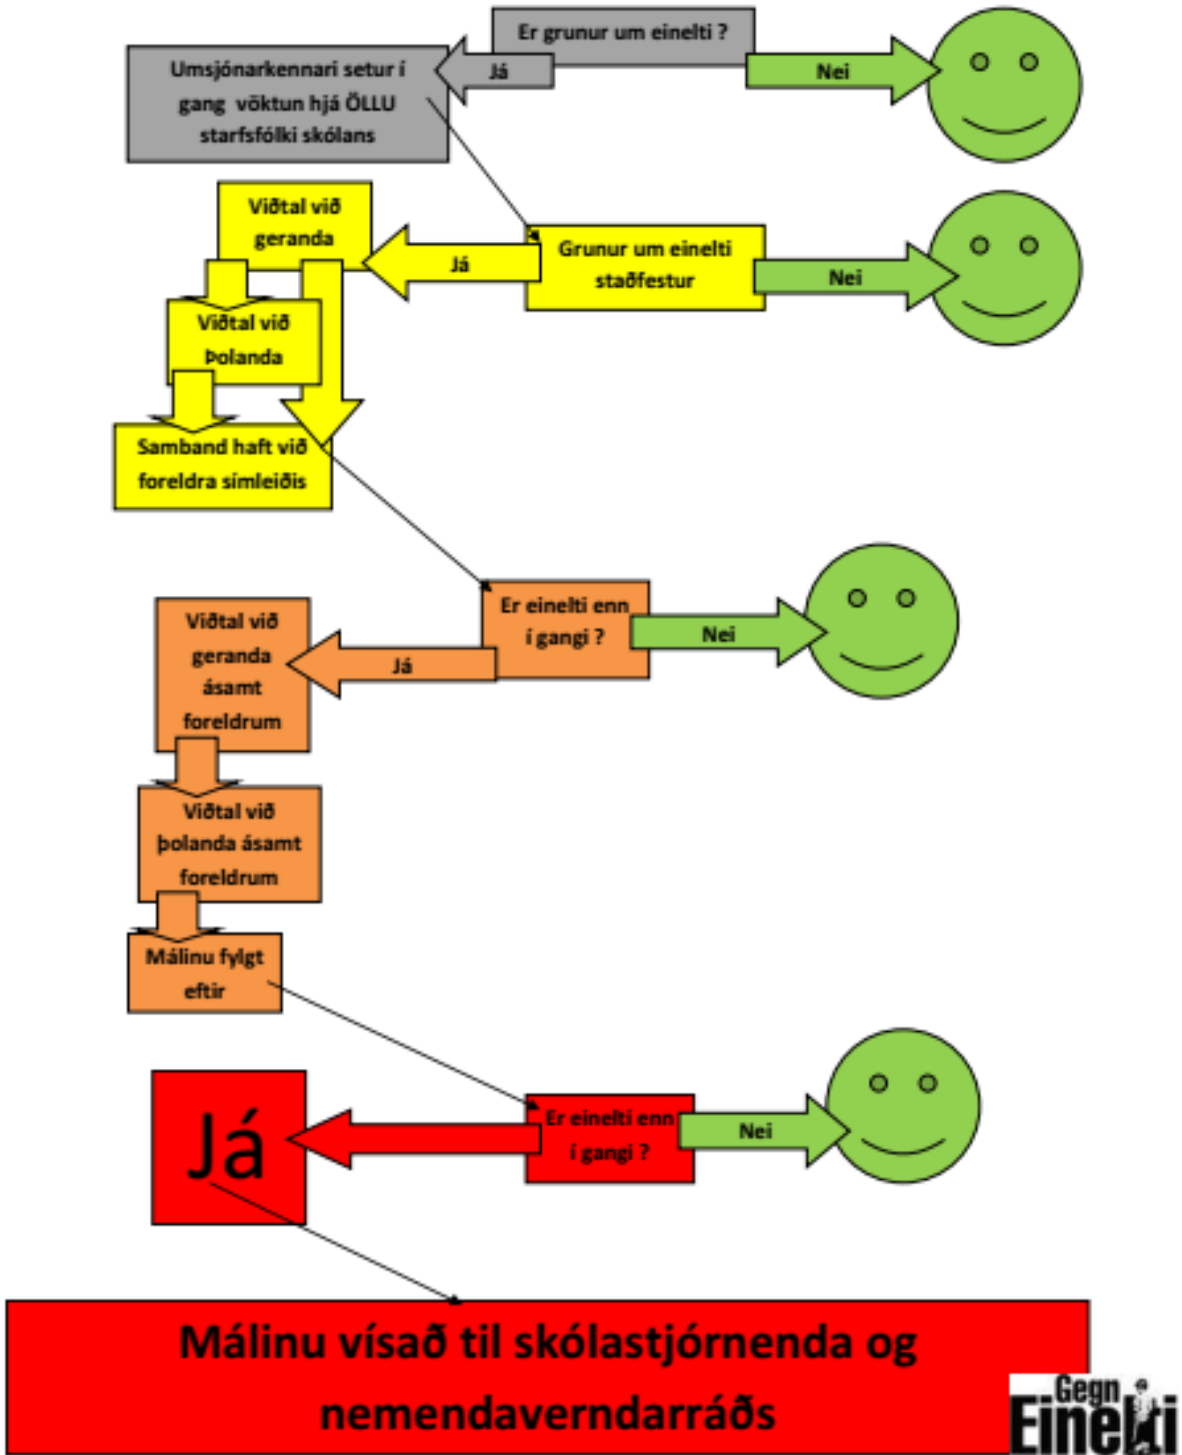 Er grunur um einelti ?
Já
Nei
Umsjónarkennari setur í
gang vöktun hjá ÖLLU
starfsfólki skólans
Viðtal við
geranda
Já
Grunur um einelti
staðfestur
Nei
Viðtal við
Þolanda
Samband haft við
foreldra símleiðis
Er einelti enn
í gangi ?
Nei
Já
Viðtal við
geranda
ásamt
foreldrum
Viðtal við
þolanda ásamt
foreldrum
Málinu fylgt
eftir
Já
Er einelti enn
í gangi ?
Nei
Málinu vísað til skólastjórnenda og
nemendaverndarráðs
Gegn
Einelti